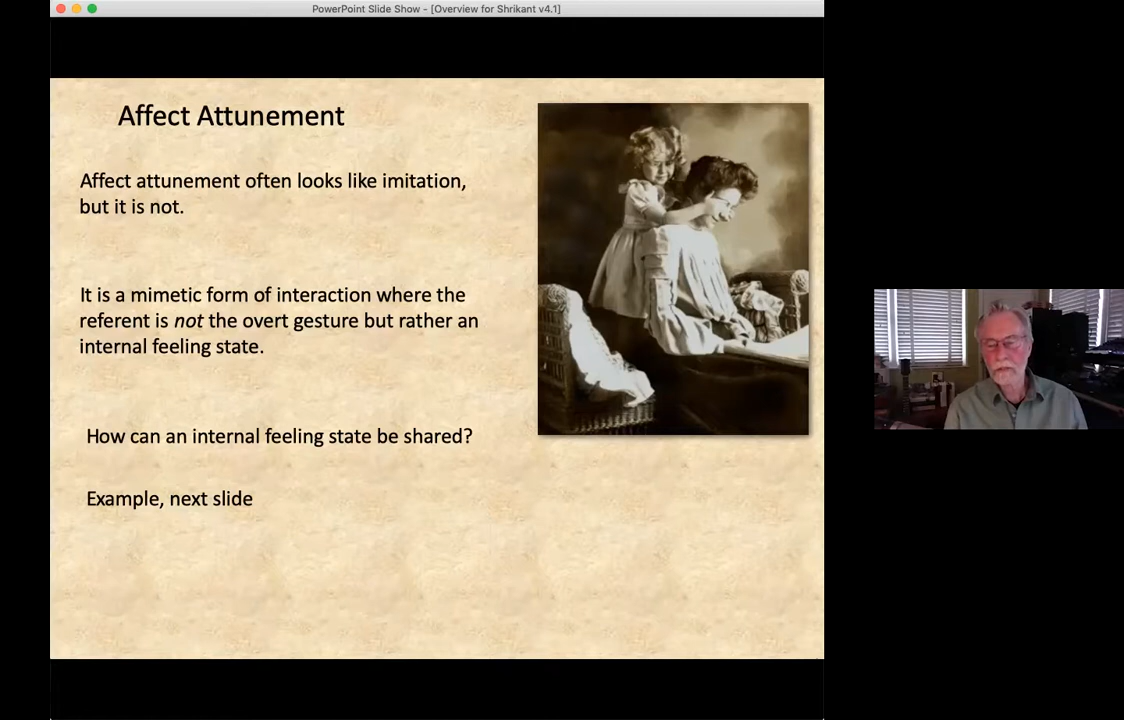 PowerPoint Slide Show - [Overview for Shrikant v4.1]
Affect Attunement
Affect attunement often looks like imitation,
but it is not.
It is a mimetic form of interaction where the
referent is not the overt gesture but rather an
internal feeling state.
How can an internal feeling state be shared?
Example, next slide